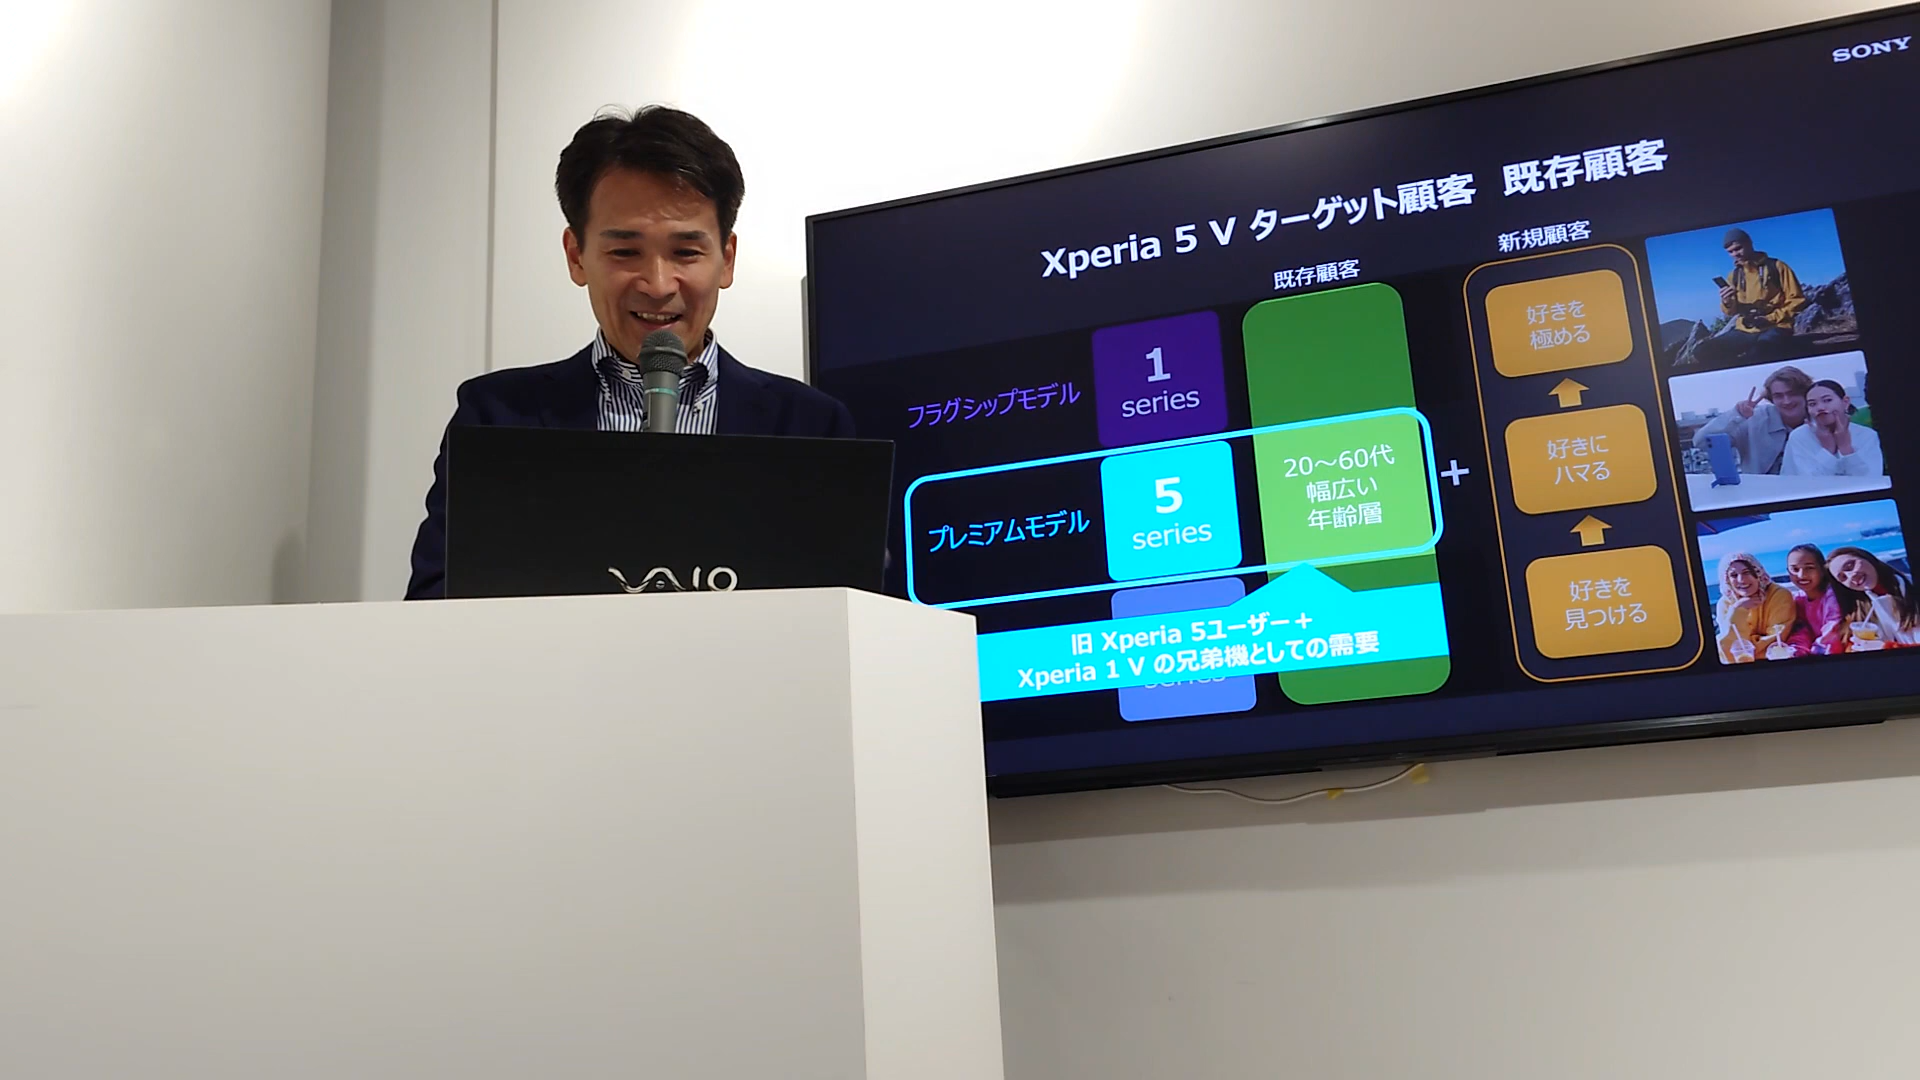 SONY
Xperia 5 V ターゲット顧客 既存顧客
既存顧客
新規顧客
フラグシップモデル
1
series
プレミアムモデル
5
series
20～60代
幅広い
年齢層
+
好きを
極める
好きに
ハマる
好きを
見つける
旧 Xperia 5ユーザー＋
Xperia 1 V の兄弟機としての需要
series
VAIO